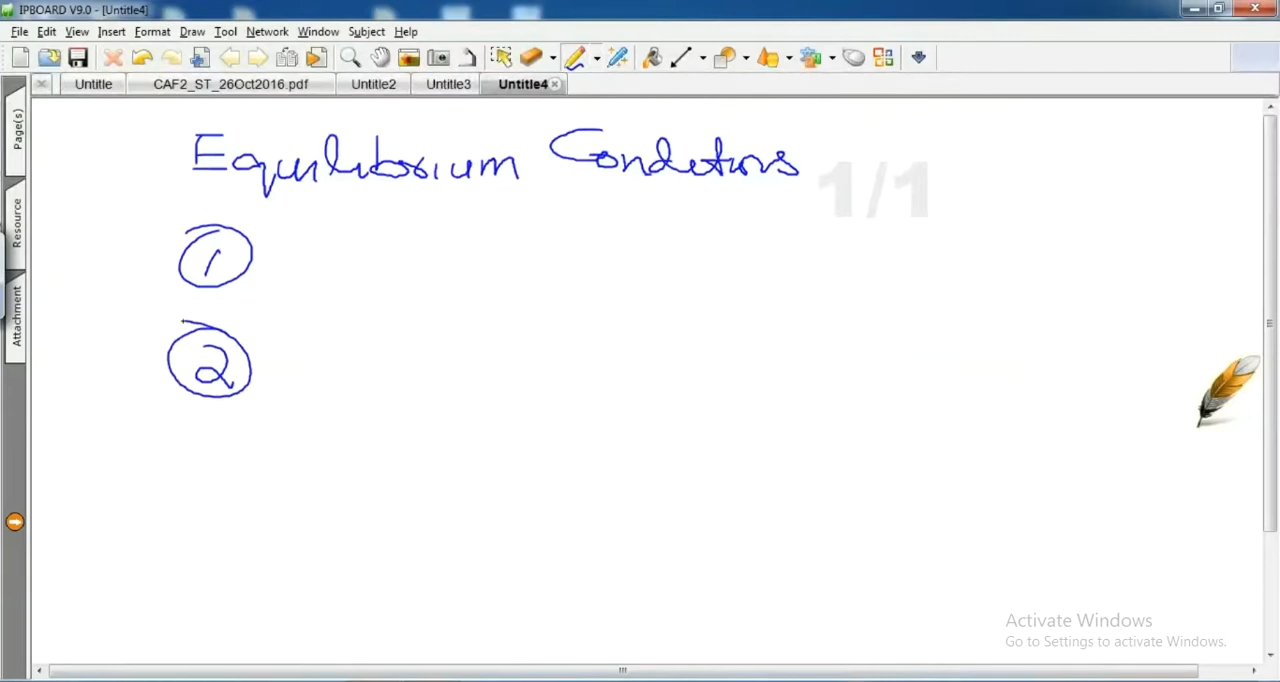 IPBOARD V9.0 - [Untitle4]
File Edit View Insert Format Draw Tool Network Window Subject Help
Untitle CAF2_ST_26Oct2016.pdf Untitle2 Untitle3 Untitle4
Page(s)
Resource
Attachment
Equilibrium Conditions
1/1
1
2
Activate Windows
Go to Settings to activate Windows.